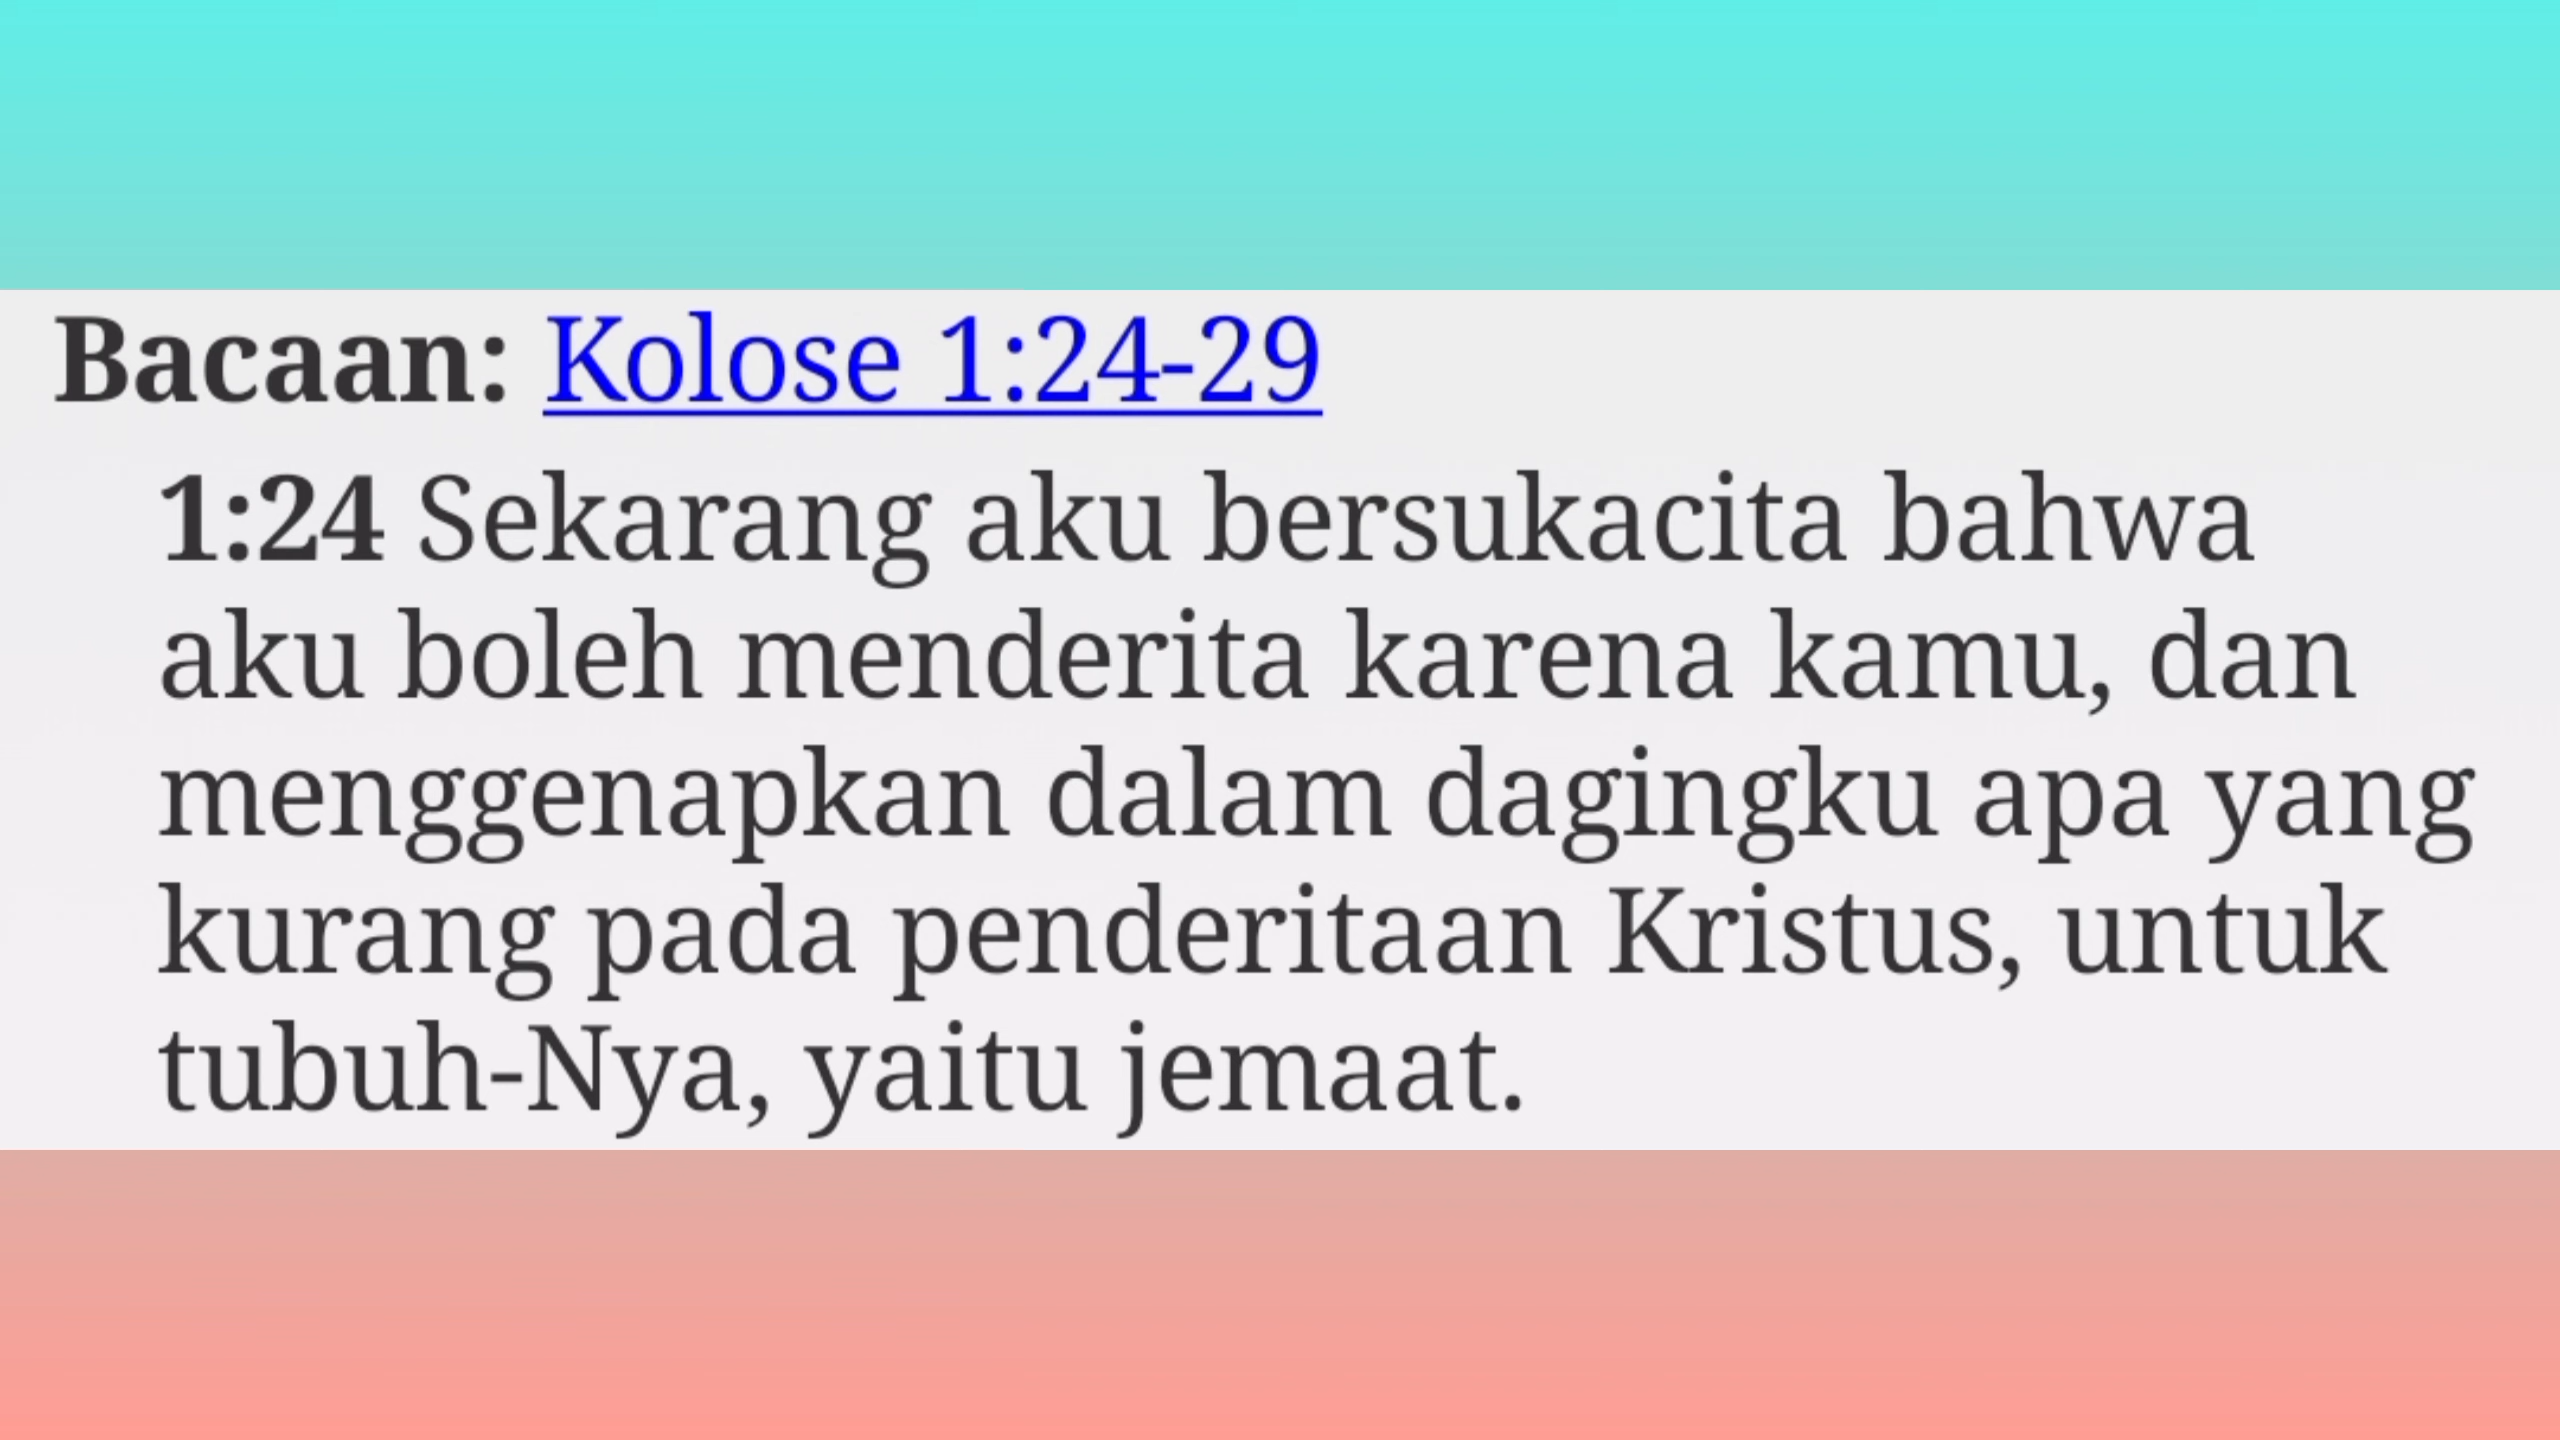 Bacaan: Kolose 1:24-29
1:24 Sekarang aku bersukacita bahwa
aku boleh menderita karena kamu, dan
menggenapkan dalam dagingku apa yang
kurang pada penderitaan Kristus, untuk
tubuh-Nya, yaitu jemaat.